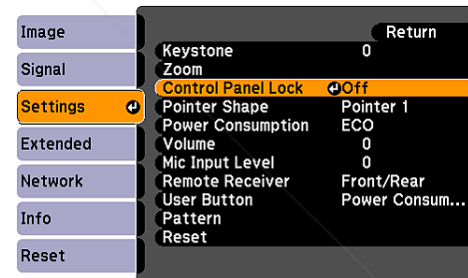 Image
Signal
Settings
Extended
Network
Info
Reset
Return
Keystone 0
Zoom
Control Panel Lock Off
Pointer Shape Pointer 1
Power Consumption ECO
Volume 0
Mic Input Level 0
Remote Receiver Front/Rear
User Button Power Consum...
Pattern
Reset